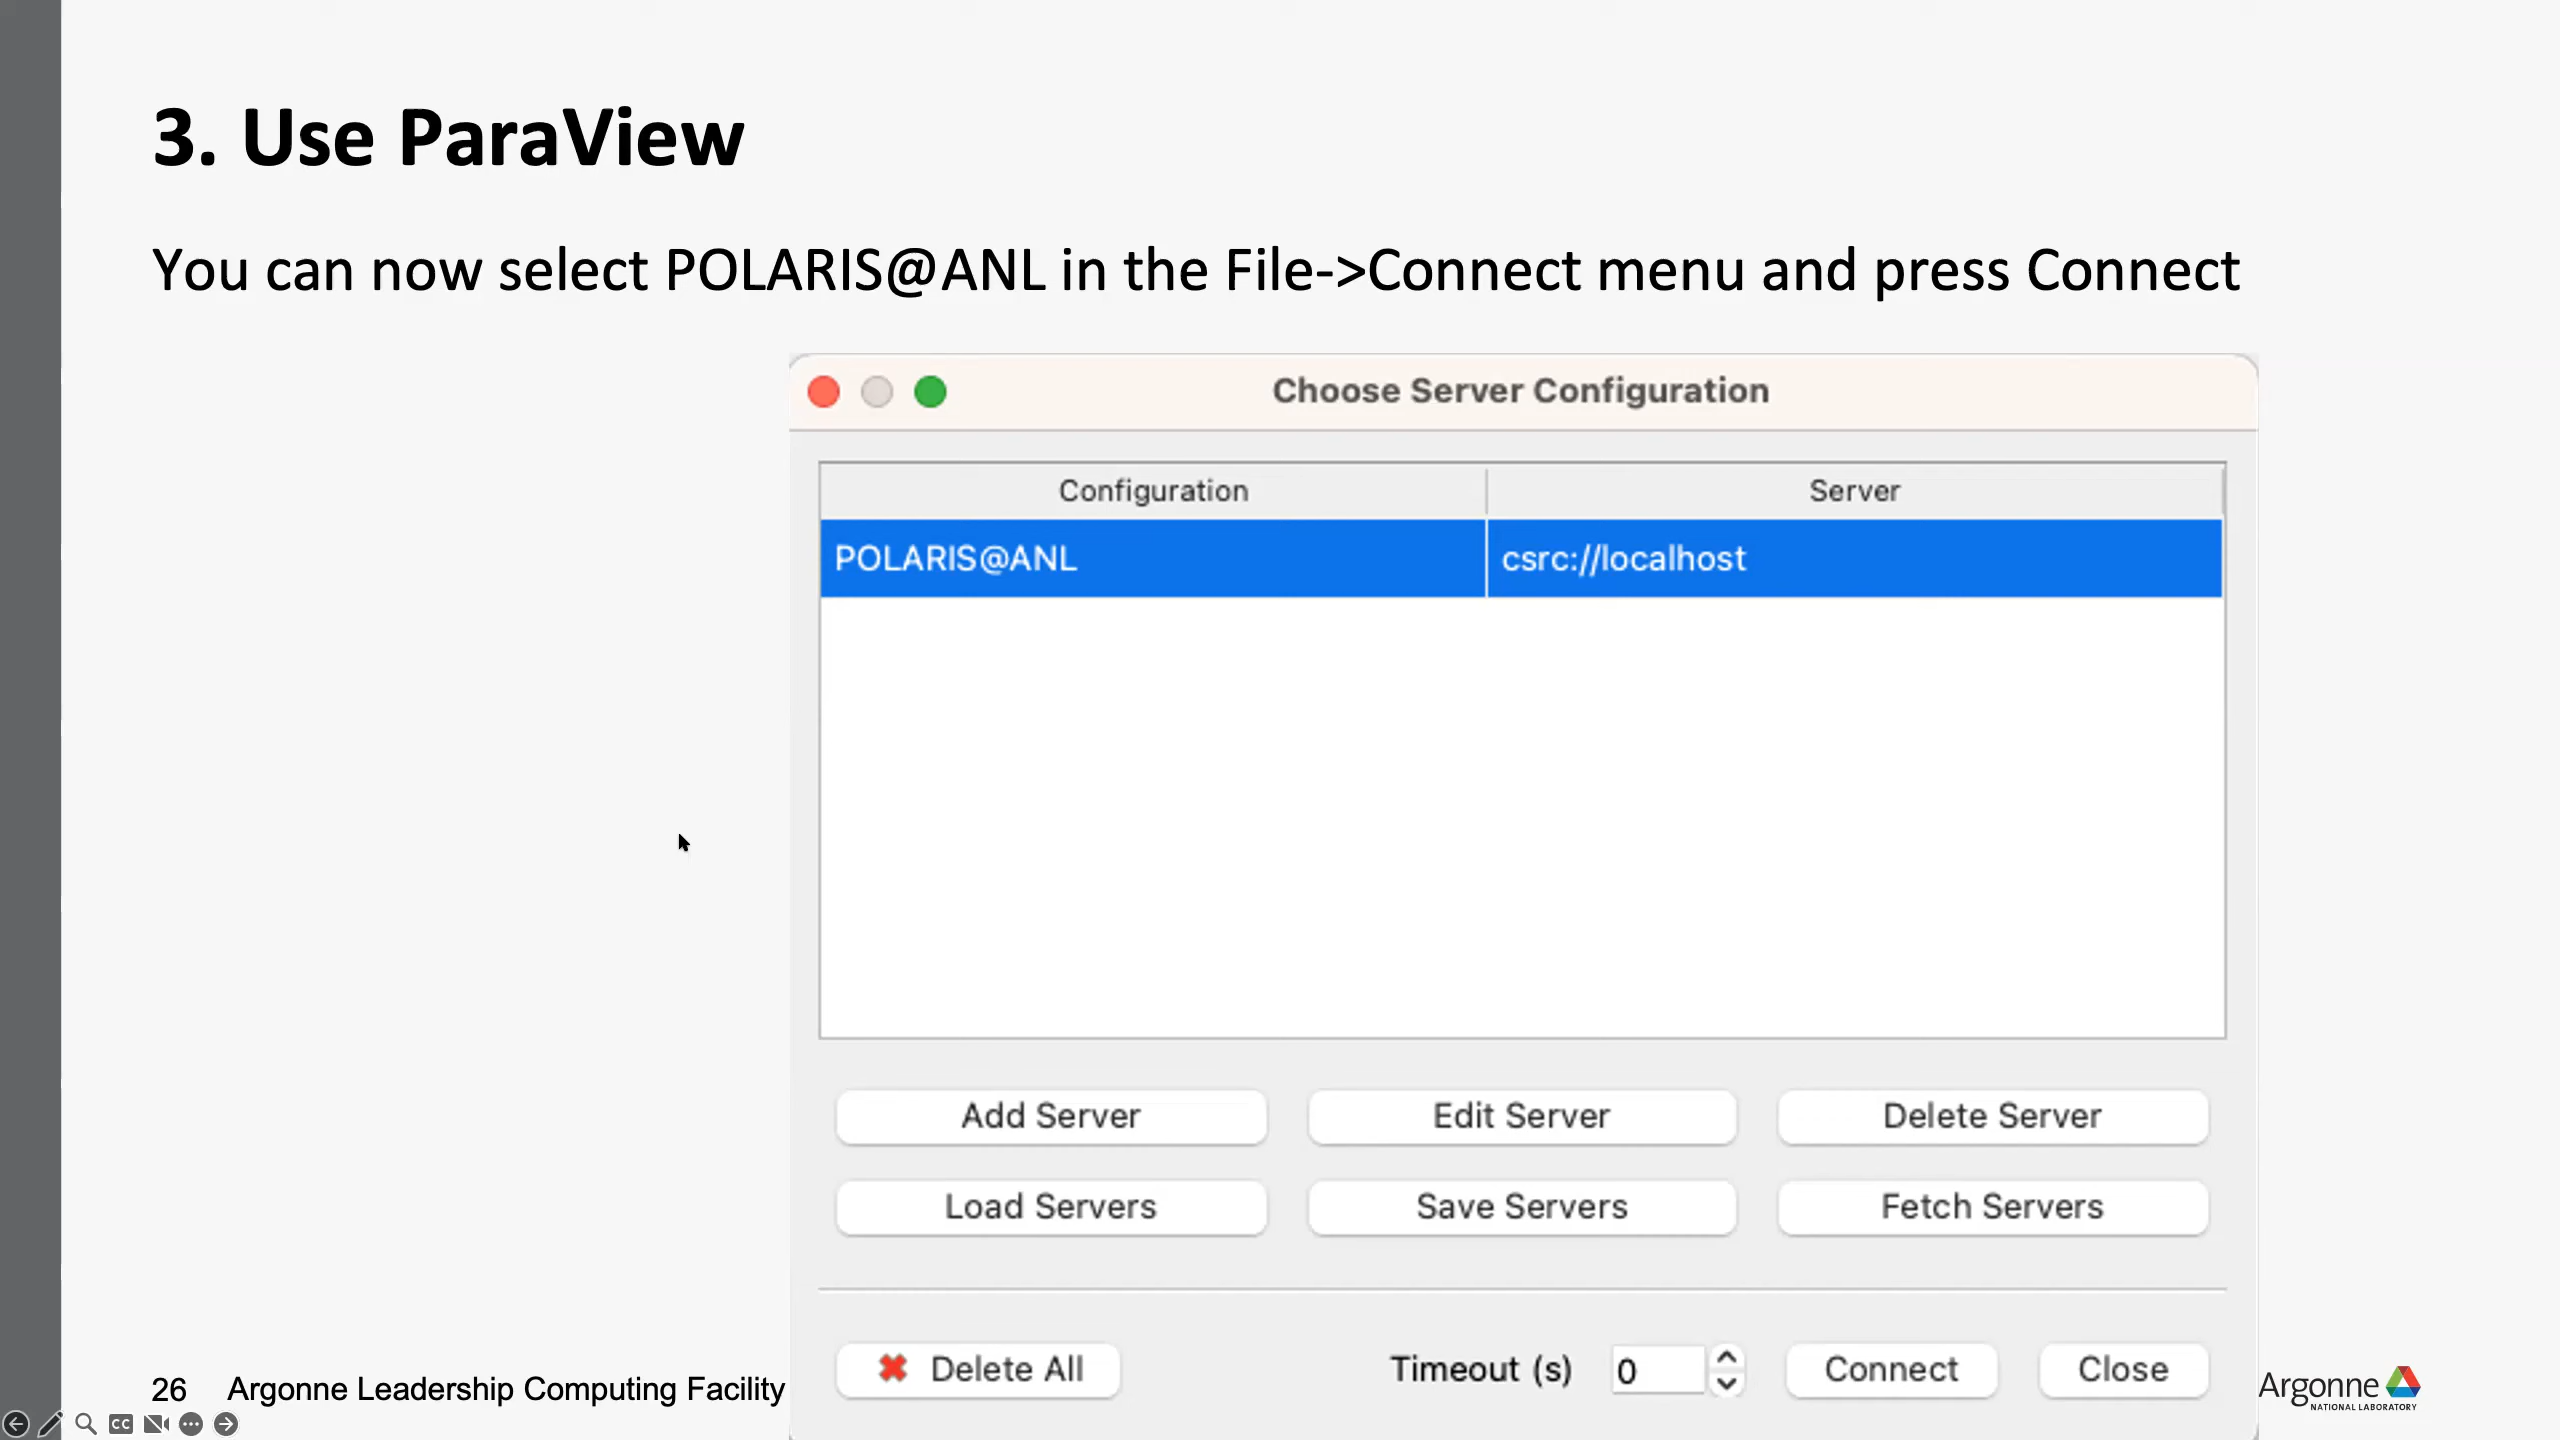 3. Use ParaView
You can now select POLARIS@ANL in the File->Connect menu and press Connect
Choose Server Configuration
Configuration Server
POLARIS@ANL csrc://localhost
Add Server Edit Server Delete Server
Load Servers Save Servers Fetch Servers
Delete All Timeout (s) 0 Connect Close
26 Argonne Leadership Computing Facility
Argonne
NATIONAL LABORATORY
CC